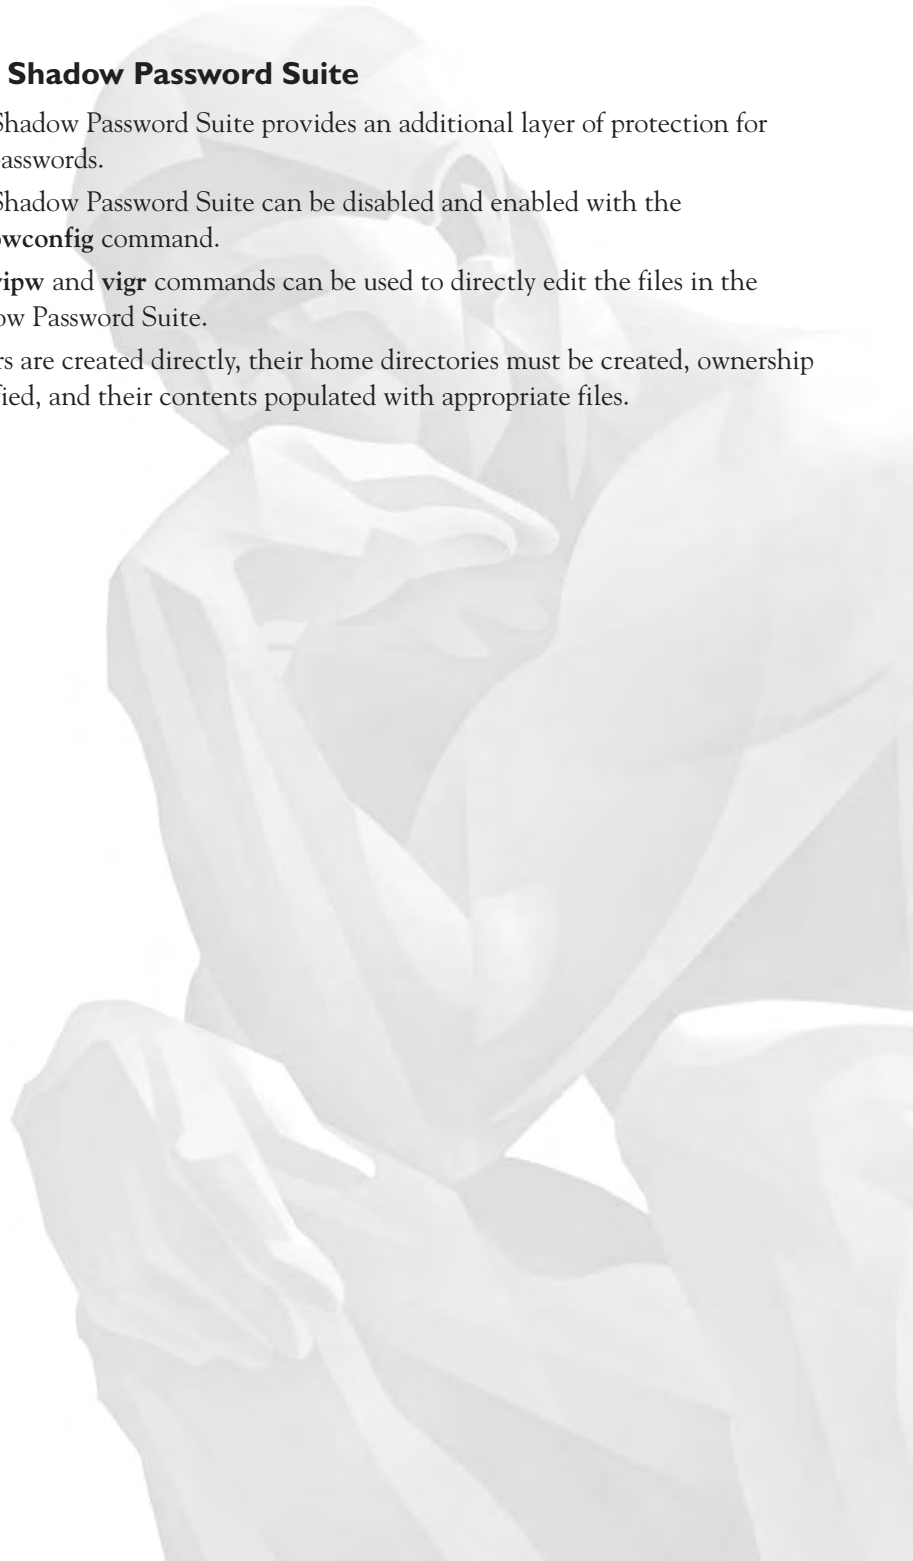 Shadow Password Suite
Shadow Password Suite provides an additional layer of protection for
asswords.
Shadow Password Suite can be disabled and enabled with the
owconfig command.
vipw and vigr commands can be used to directly edit the files in the
ow Password Suite.
rs are created directly, their home directories must be created, ownership
fied, and their contents populated with appropriate files.